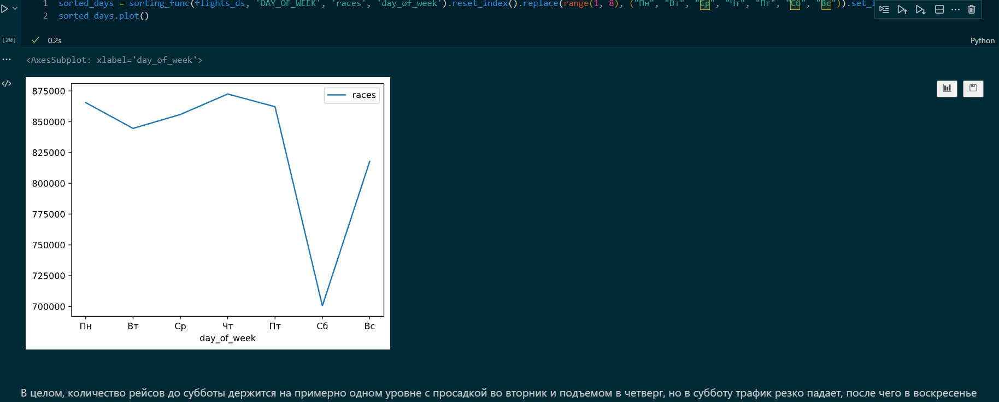 1 sorted_days = sorting_func(flights_ds, 'DAY_OF_WEEK', 'races', 'day_of_week').reset_index().replace(range(1, 8), ("Пн", "Вт", "Ср", "Чт", "Пт", "Сб", "Вс")).set_i
2 sorted_days.plot()
[20] 0.2s Python
<AxesSubplot: xlabel='day_of_week'>
races
875000
850000
825000
800000
775000
750000
725000
700000
Пн Вт Ср Чт Пт Сб Вс
day_of_week
В целом, количество рейсов до субботы держится на примерно одном уровне с просадкой во вторник и подъемом в четверг, но в субботу трафик резко падает, после чего в воскресенье